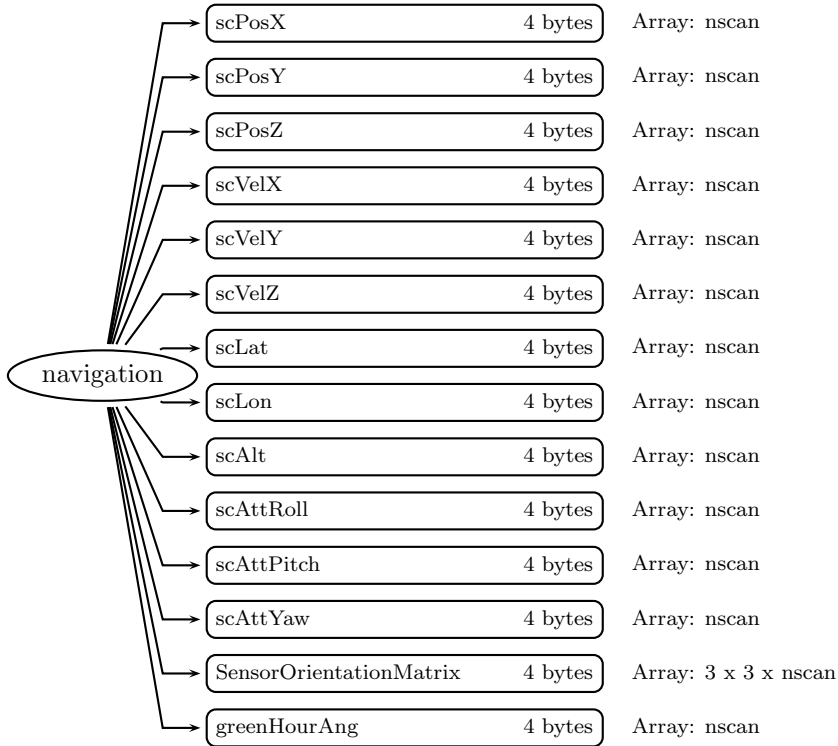 scPosX 4 bytes Array: nscan
scPosY 4 bytes Array: nscan
scPosZ 4 bytes Array: nscan
scVelX 4 bytes Array: nscan
scVelY 4 bytes Array: nscan
scVelZ 4 bytes Array: nscan
scLat 4 bytes Array: nscan
navigation
scLon 4 bytes Array: nscan
scAlt 4 bytes Array: nscan
scAttRoll 4 bytes Array: nscan
scAttPitch 4 bytes Array: nscan
scAttYaw 4 bytes Array: nscan
SensorOrientationMatrix 4 bytes Array: 3 x 3 x nscan
greenHourAng 4 bytes Array: nscan